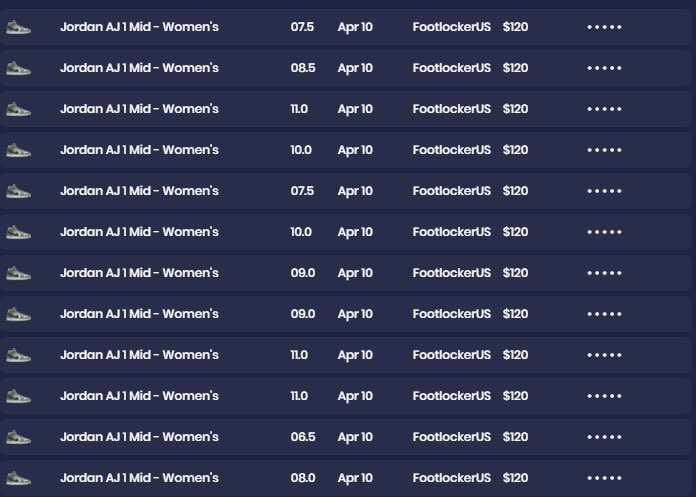 Jordan AJ 1 Mid - Women's 07.5 Apr 10 FootlockerUS $120 •••••
Jordan AJ 1 Mid - Women's 08.5 Apr 10 FootlockerUS $120 •••••
Jordan AJ 1 Mid - Women's 11.0 Apr 10 FootlockerUS $120 •••••
Jordan AJ 1 Mid - Women's 10.0 Apr 10 FootlockerUS $120 •••••
Jordan AJ 1 Mid - Women's 07.5 Apr 10 FootlockerUS $120 •••••
Jordan AJ 1 Mid - Women's 10.0 Apr 10 FootlockerUS $120 •••••
Jordan AJ 1 Mid - Women's 09.0 Apr 10 FootlockerUS $120 •••••
Jordan AJ 1 Mid - Women's 09.0 Apr 10 FootlockerUS $120 •••••
Jordan AJ 1 Mid - Women's 11.0 Apr 10 FootlockerUS $120 •••••
Jordan AJ 1 Mid - Women's 11.0 Apr 10 FootlockerUS $120 •••••
Jordan AJ 1 Mid - Women's 06.5 Apr 10 FootlockerUS $120 •••••
Jordan AJ 1 Mid - Women's 08.0 Apr 10 FootlockerUS $120 •••••